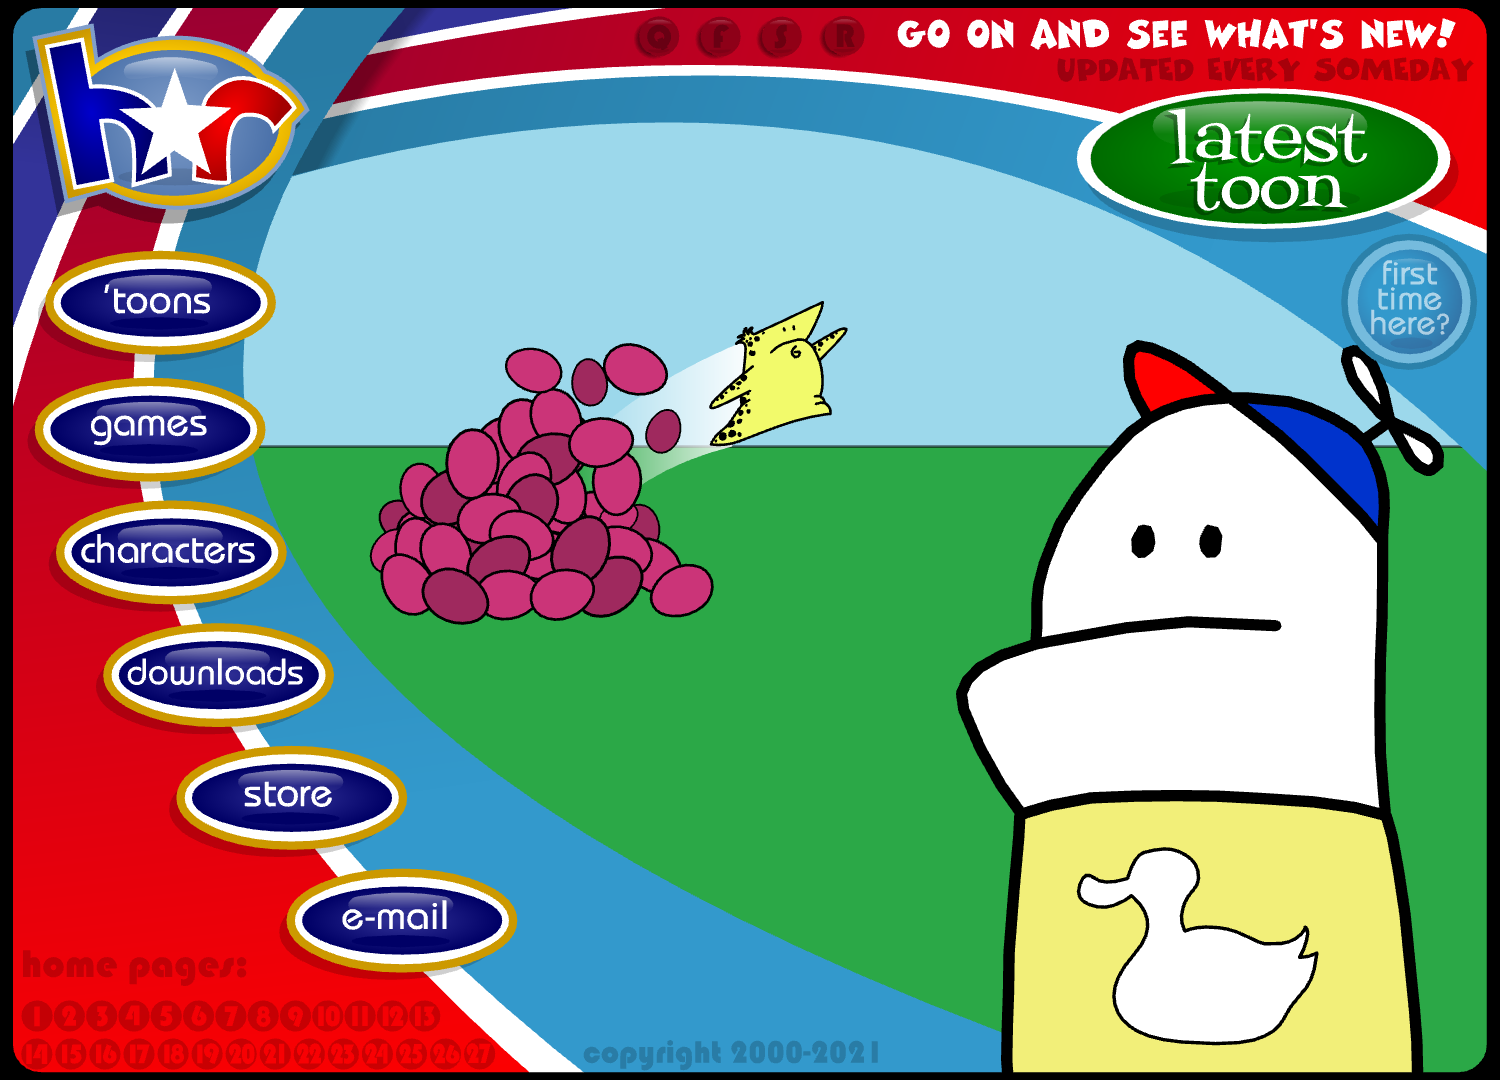 hr
Q F S R
GO ON AND SEE WHAT'S NEW!
UPDATED EVERY SOMEDAY
latest
toon
first
time
here?
'toons
games
characters
downloads
store
e-mail
home pages:
1 2 3 4 5 6 7 8 9 10 11 12 13
14 15 16 17 18 19 20 21 22 23 24 25 26 27
copyright 2000-2021